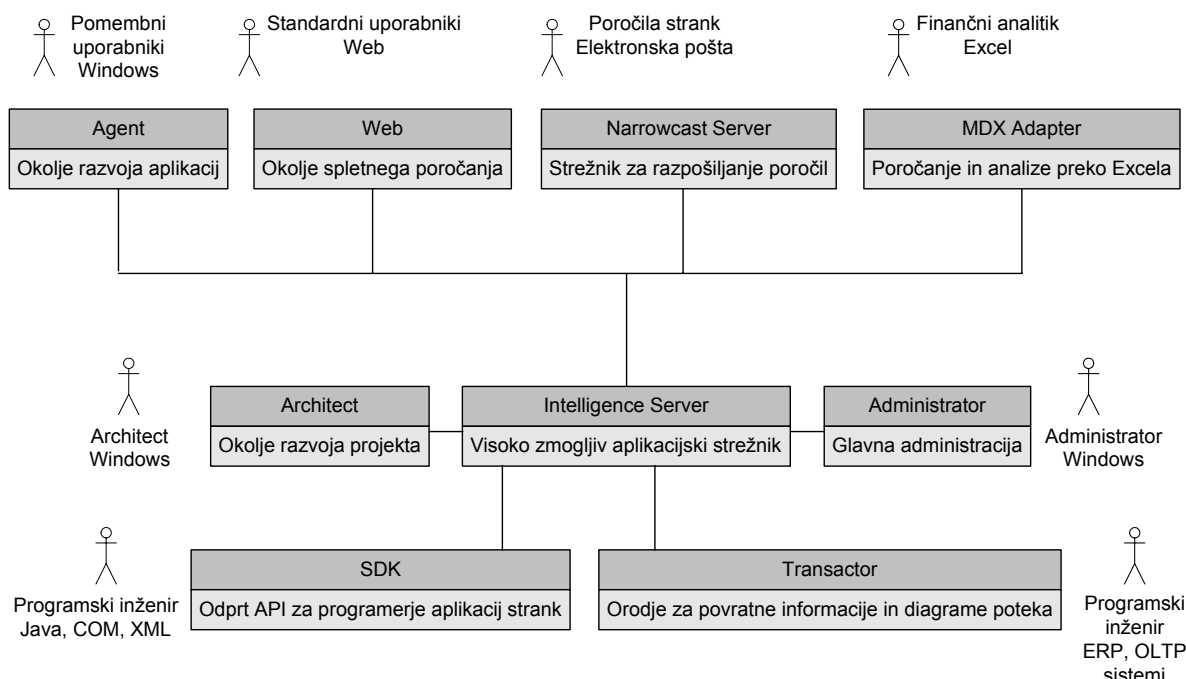 Pomembni
uporabniki
Windows
Standardni uporabniki
Web
Poročila strank
Elektronska pošta
Finančni analitik
Excel
Agent
Okolje razvoja aplikacij
Web
Okolje spletnega poročanja
Narrowcast Server
Strežnik za razpošiljanje poročil
MDX Adapter
Poročanje in analize preko Excela
Architect
Windows
Architect
Okolje razvoja projekta
Intelligence Server
Visoko zmogljiv aplikacijski strežnik
Administrator
Glavna administracija
Administrator
Windows
Programski inženir
Java, COM, XML
SDK
Odprt API za programerje aplikacij strank
Transactor
Orodje za povratne informacije in diagrame poteka
Programski
inženir
ERP, OLTP
sistemi